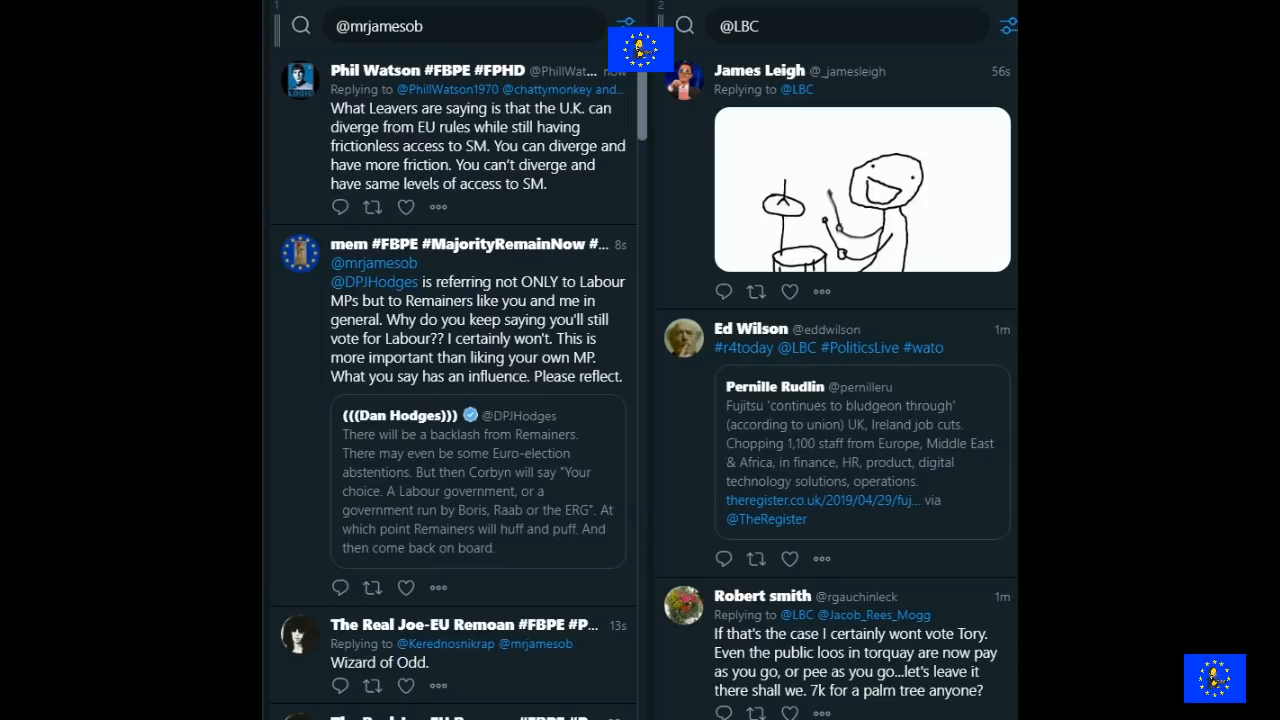 1
@mrjamesob
Phil Watson #FBPE #FPHD @PhillWat... now
Replying to @PhillWatson1970 @chattymonkey and...
What Leavers are saying is that the U.K. can
diverge from EU rules while still having
frictionless access to SM. You can diverge and
have more friction. You can't diverge and
have same levels of access to SM.
mem #FBPE #MajorityRemainNow #... 8s
@mrjamesob
@DPJHodges is referring not ONLY to Labour
MPs but to Remainers like you and me in
general. Why do you keep saying you'll still
vote for Labour?? I certainly won't. This is
more important than liking your own MP.
What you say has an influence. Please reflect.
(((Dan Hodges))) @DPJHodges
There will be a backlash from Remainers.
There may even be some Euro-election
abstentions. But then Corbyn will say "Your
choice. A Labour government, or a
government run by Boris, Raab or the ERG". At
which point Remainers will huff and puff. And
then come back on board.
The Real Joe-EU Remoan #FBPE #P... 13s
Replying to @Kerednosnikrap @mrjamesob
Wizard of Odd.
The Real Joe-EU Remoan #FBPE #P...
2
@LBC
James Leigh @_jamesleigh 56s
Replying to @LBC
Ed Wilson @eddwilson 1m
#r4today @LBC #PoliticsLive #wato
Pernille Rudlin @pernilleru
Fujitsu 'continues to bludgeon through'
(according to union) UK, Ireland job cuts.
Chopping 1,100 staff from Europe, Middle East
& Africa, in finance, HR, product, digital
technology solutions, operations.
theregister.co.uk/2019/04/29/fuj... via
@TheRegister
Robert smith @rgauchinleck 1m
Replying to @LBC @Jacob_Rees_Mogg
If that's the case I certainly wont vote Tory.
Even the public loos in torquay are now pay
as you go, or pee as you go...let's leave it
there shall we. 7k for a palm tree anyone?